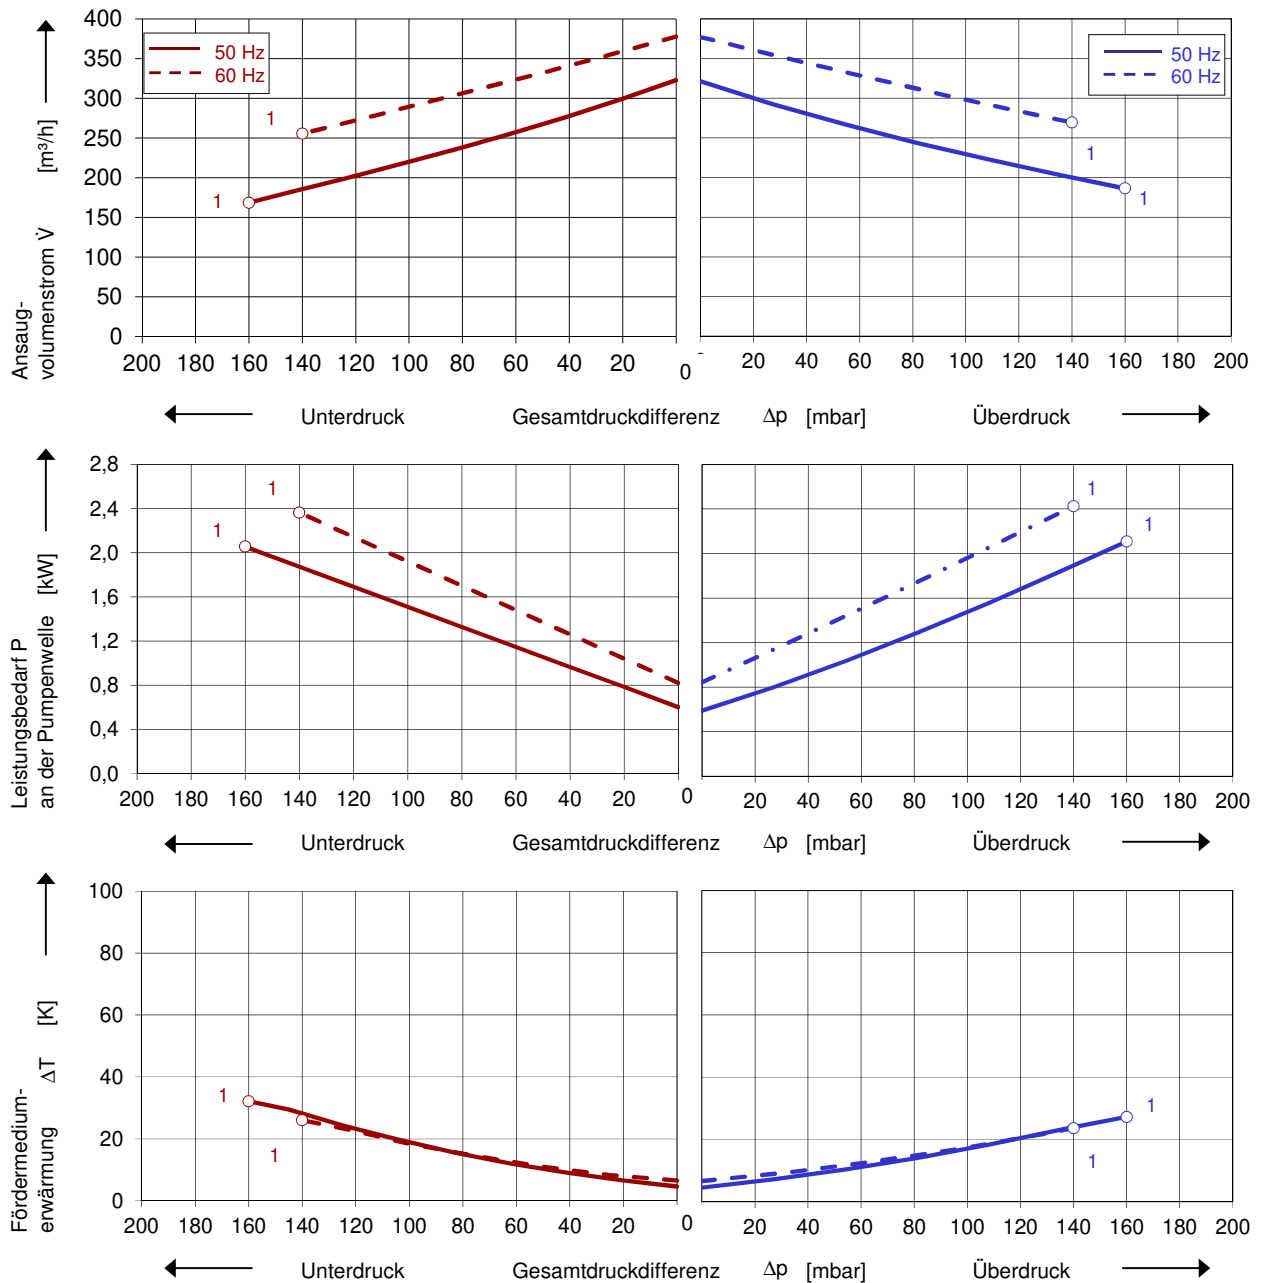 400
350
300
250
200
150
100
50
0
Ansaug-
volumenstrom V̇ [m³/h]
50 Hz
60 Hz
1
1
50 Hz
60 Hz
1
1
200 180 160 140 120 100 80 60 40 20 0 20 40 60 80 100 120 140 160 180 200
Unterdruck Gesamtdruckdifferenz Δp [mbar] Überdruck
2,8
2,4
2,0
1,6
1,2
0,8
0,4
0,0
Leistungsbedarf P
an der Pumpenwelle [kW]
1
1
1
1
200 180 160 140 120 100 80 60 40 20 0 20 40 60 80 100 120 140 160 180 200
Unterdruck Gesamtdruckdifferenz Δp [mbar] Überdruck
100
80
60
40
20
0
Fördermedium-
erwärmung ΔT [K]
1
1
1
1
200 180 160 140 120 100 80 60 40 20 0 20 40 60 80 100 120 140 160 180 200
Unterdruck Gesamtdruckdifferenz Δp [mbar] Überdruck